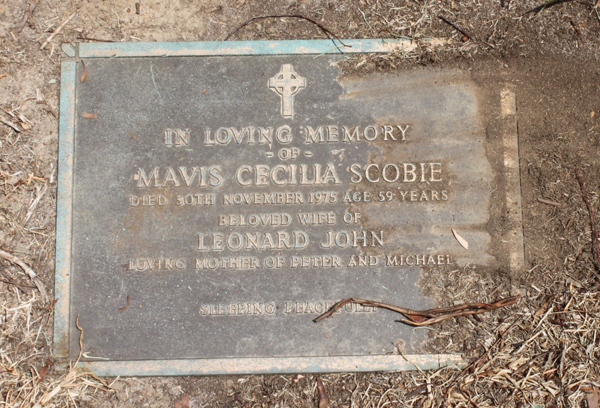 IN LOVING MEMORY
- OF -
MAVIS CECILIA SCOBIE
DIED 30TH NOVEMBER 1975 AGE 59 YEARS
BELOVED WIFE OF
LEONARD JOHN
LOVING MOTHER OF PETER AND MICHAEL
SLEEPING PEACEFULLY